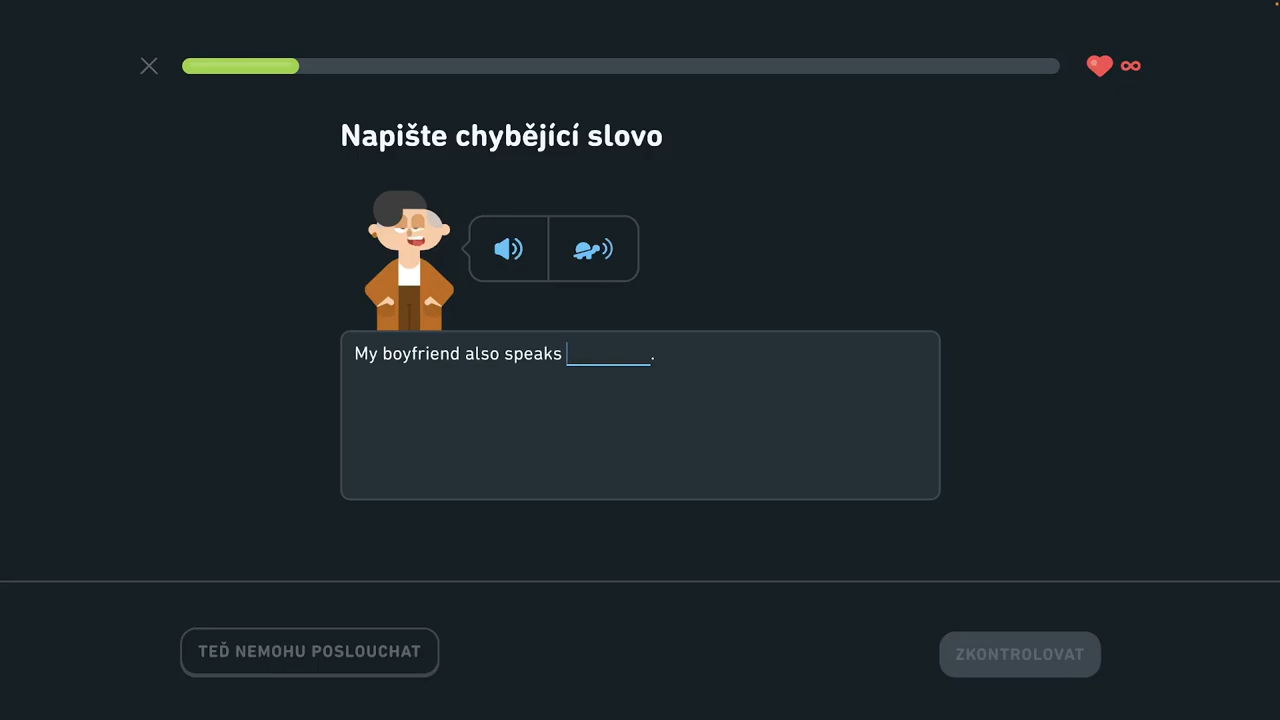 ∞
Napište chybějící slovo
My boyfriend also speaks ________.
TEĎ NEMOHU POSLOUCHAT
ZKONTROLOVAT